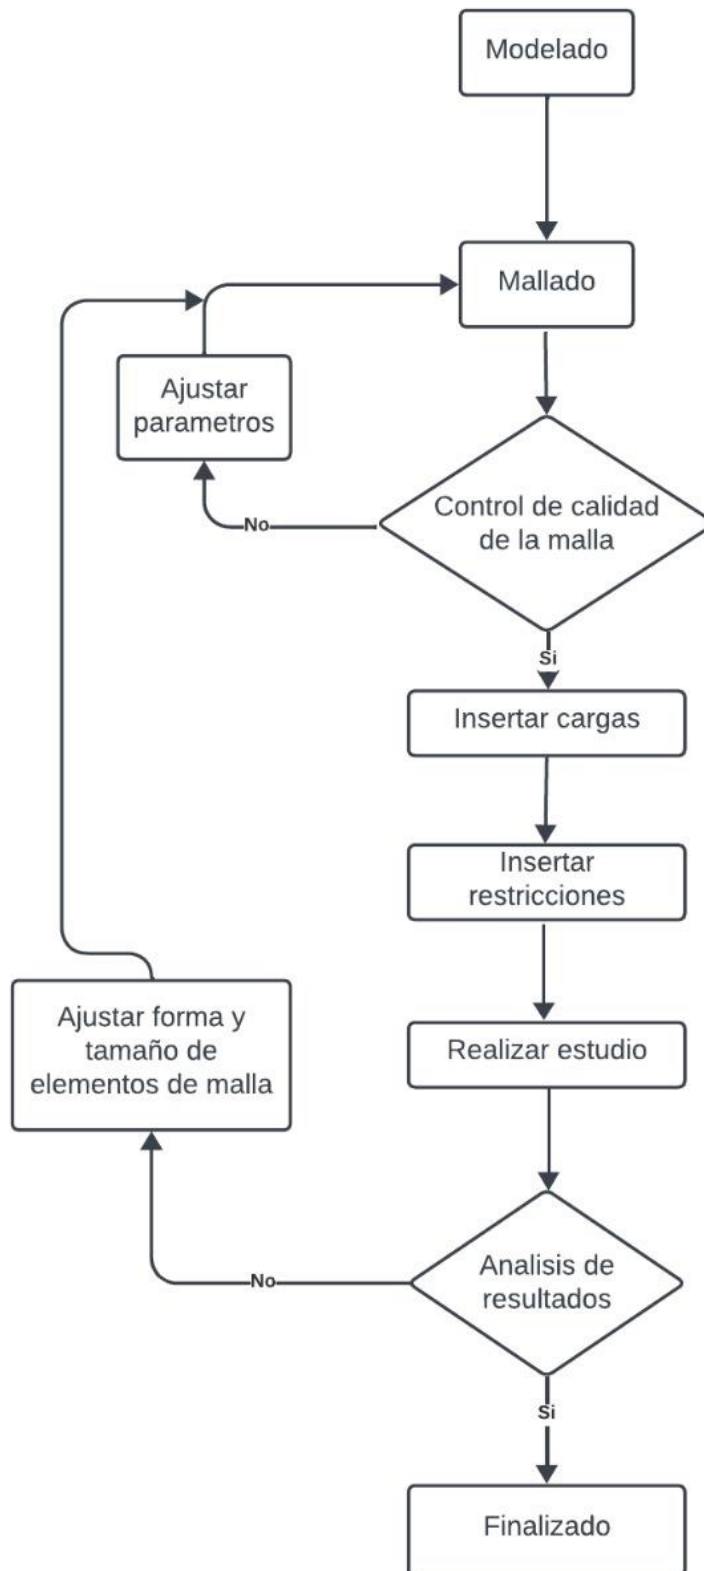 Modelado
Mallado
Ajustar
parametros
Control de calidad
de la malla
No
Si
Insertar cargas
Insertar
restricciones
Ajustar forma y
tamaño de
elementos de malla
Realizar estudio
Analisis de
resultados
No
Si
Finalizado